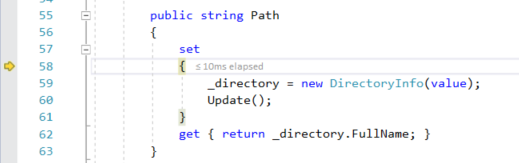 55 public string Path
56 {
57 set
58 { ≤10ms elapsed
59 _directory = new DirectoryInfo(value);
60 Update();
61 }
62 get { return _directory.FullName; }
63 }